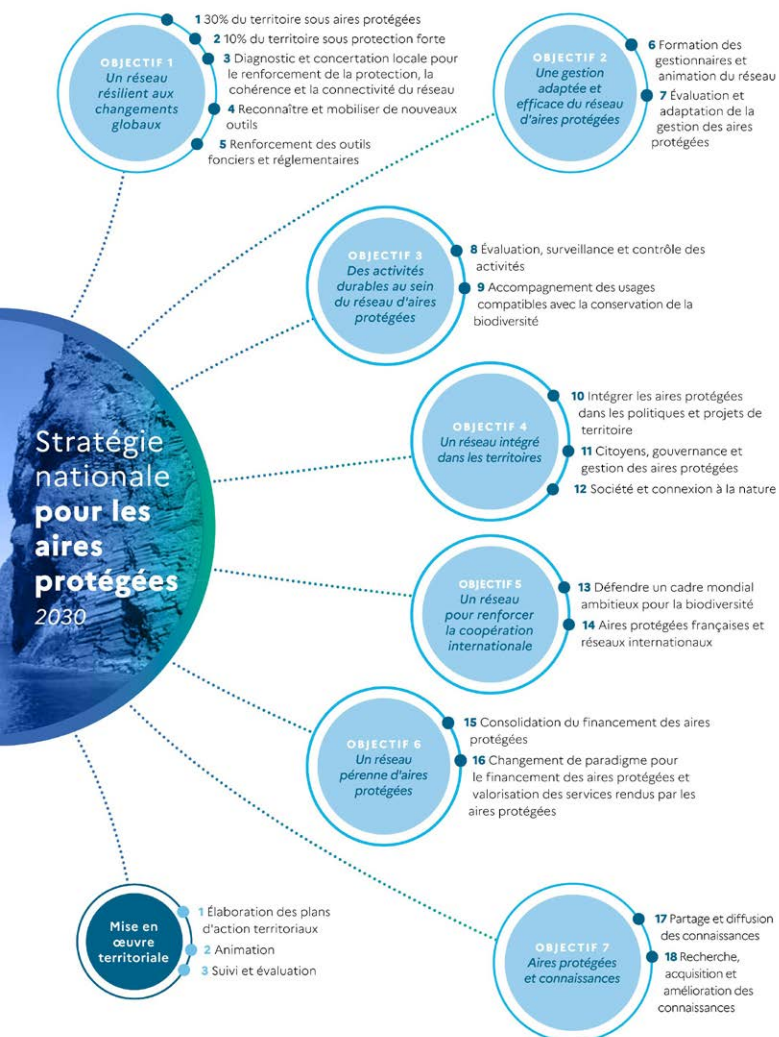 OBJECTIF 1
Un réseau
résilient aux
changements
globaux
1 30% du territoire sous aires protégées
2 10% du territoire sous protection forte
3 Diagnostic et concertation locale pour
le renforcement de la protection, la
cohérence et la connectivité du réseau
4 Reconnaître et mobiliser de nouveaux
outils
5 Renforcement des outils
fonciers et réglementaires
OBJECTIF 2
Une gestion
adaptée et
efficace du réseau
d'aires protégées
6 Formation des
gestionnaires et
animation du réseau
7 Évaluation et
adaptation de la
gestion des aires
protégées
OBJECTIF 3
Des activités
durables au sein
du réseau d'aires
protégées
8 Évaluation, surveillance et contrôle des
activités
9 Accompagnement des usages
compatibles avec la conservation de la
biodiversité
Stratégie
nationale
pour les
aires
protégées
2030
OBJECTIF 4
Un réseau intégré
dans les territoires
10 Intégrer les aires protégées
dans les politiques et projets de
territoire
11 Citoyens, gouvernance et
gestion des aires protégées
12 Société et connexion à la nature
OBJECTIF 5
Un réseau
pour renforcer
la coopération
internationale
13 Défendre un cadre mondial
ambitieux pour la biodiversité
14 Aires protégées françaises et
réseaux internationaux
OBJECTIF 6
Un réseau
pérenne d'aires
protégées
15 Consolidation du financement des aires
protégées
16 Changement de paradigme pour
le financement des aires protégées et
valorisation des services rendus par les
aires protégées
Mise en
œuvre
territoriale
1 Élaboration des plans
d'action territoriaux
2 Animation
3 Suivi et évaluation
OBJECTIF 7
Aires protégées
et connaissances
17 Partage et diffusion
des connaissances
18 Recherche,
acquisition et
amélioration des
connaissances